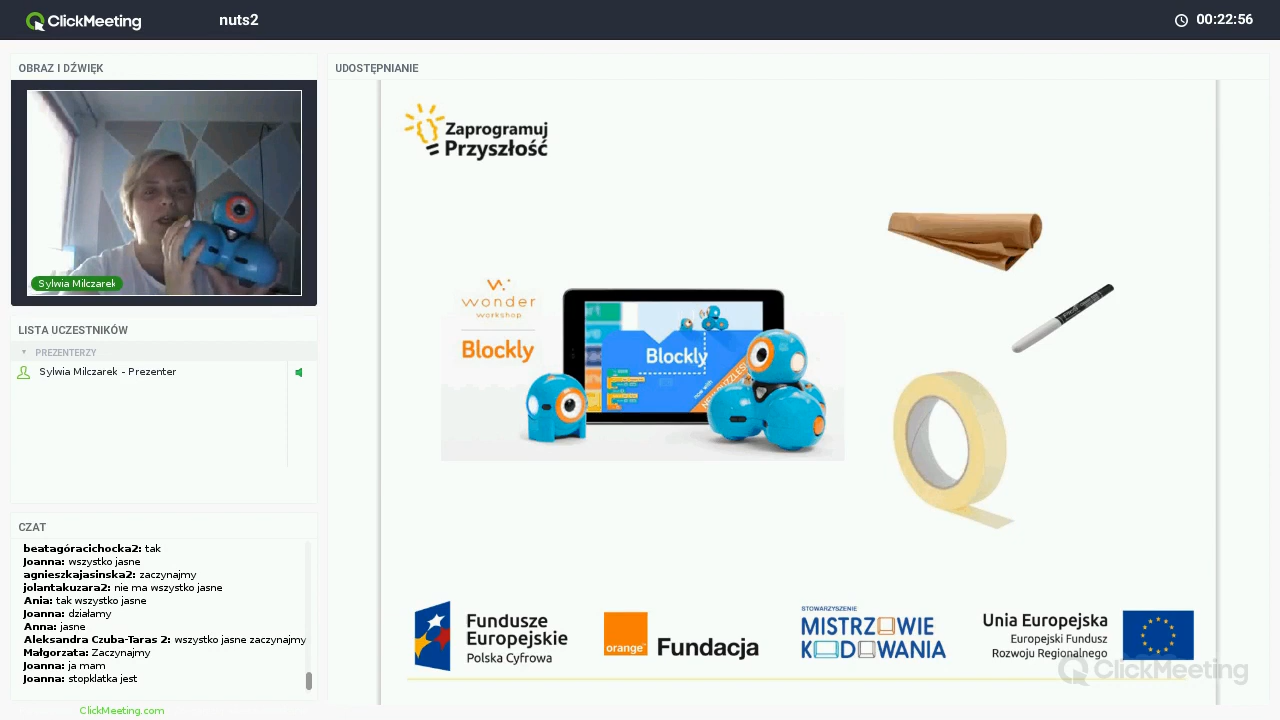 ClickMeeting
nuts2
00:22:56
OBRAZ I DŹWIĘK
Sylwia Milczarek
LISTA UCZESTNIKÓW
PREZENTERZY
Sylwia Milczarek - Prezenter
CZAT
beatagóracichocka2: tak
Joanna: wszystko jasne
agnieszkajasinska2: zaczynajmy
jolantakuzara2: nie ma wszystko jasne
Ania: tak wszystko jasne
Joanna: działamy
Anna: jasne
Aleksandra Czuba-Taras 2: wszystko jasne zaczynajmy
Małgorzata: Zaczynajmy
Joanna: ja mam
Joanna: stopklatka jest
ClickMeeting.com
UDOSTĘPNIANIE
Zaprogramuj
Przyszłość
wonder
workshop
Blockly
Blockly
now with
NEW PUZZLES!
Fundusze
Europejskie
Polska Cyfrowa
orange
Fundacja
STOWARZYSZENIE
MISTRZOWIE
KODOWANIA
Unia Europejska
Europejski Fundusz
Rozwoju Regionalnego
ClickMeeting